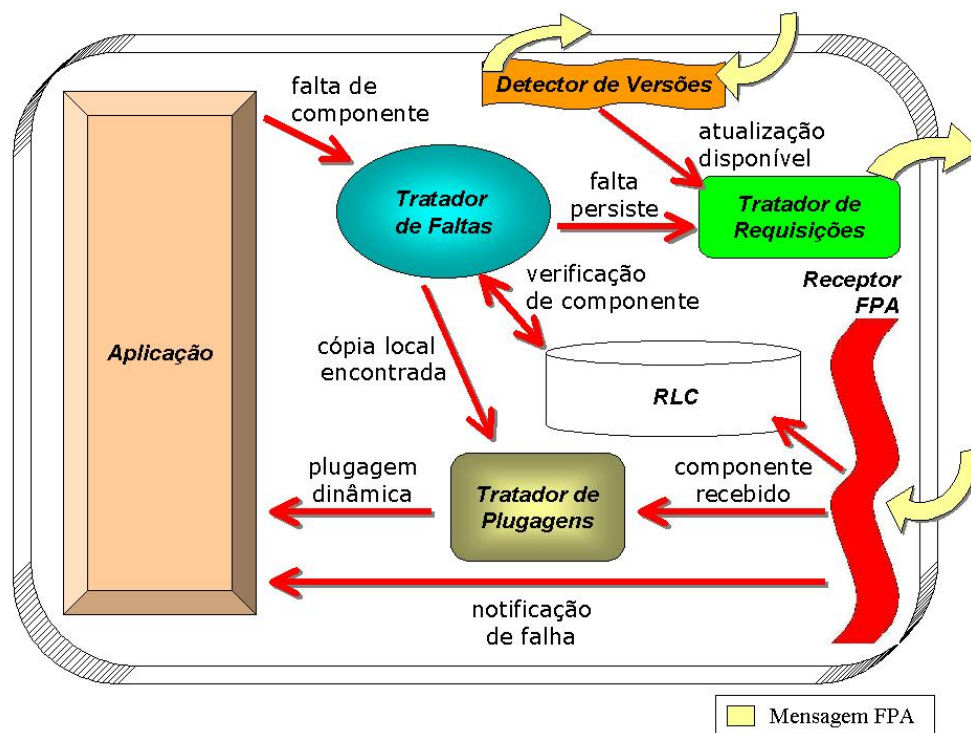 Detector de Versões
falta de
componente
atualização
disponível
Tratador
de Faltas
falta
persiste
Tratador de
Requisições
verificação
de componente
Receptor
FPA
Aplicação
cópia local
encontrada
RLC
plugagem
dinâmica
Tratador de
Plugagens
componente
recebido
notificação
de falha
Mensagem FPA